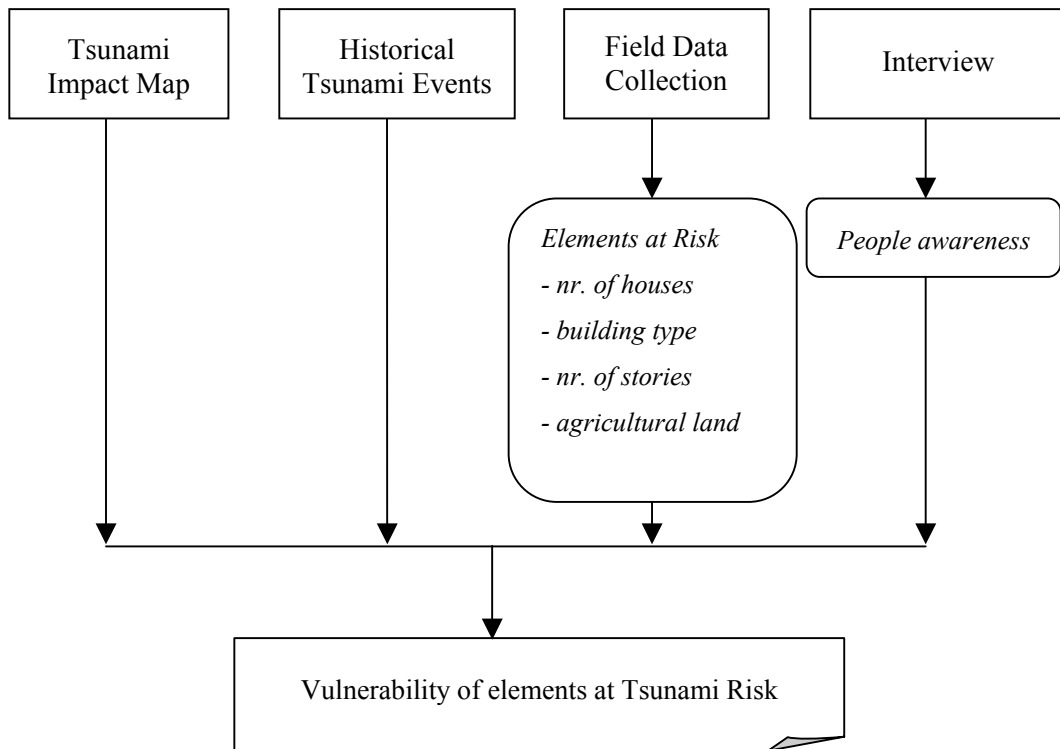 Tsunami
Impact Map
Historical
Tsunami Events
Field Data
Collection
Interview
Elements at Risk
- nr. of houses
- building type
- nr. of stories
- agricultural land
People awareness
Vulnerability of elements at Tsunami Risk